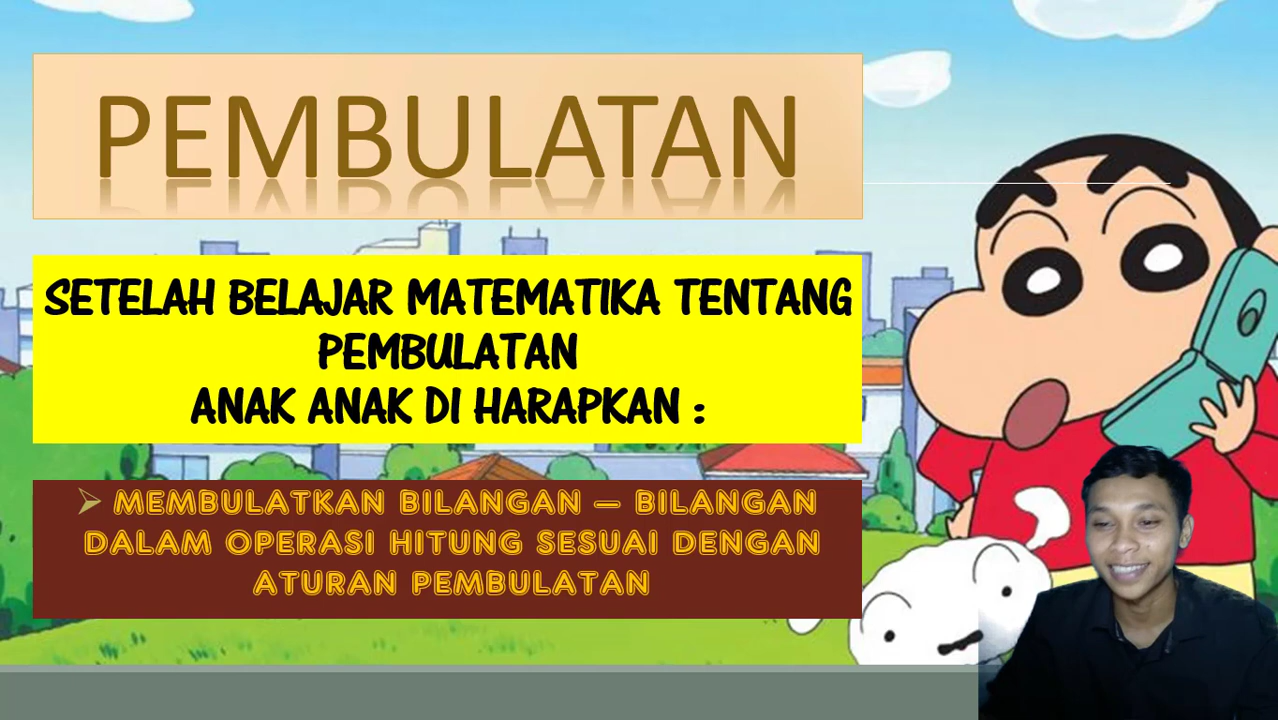 PEMBULATAN
SETELAH BELAJAR MATEMATIKA TENTANG
PEMBULATAN
ANAK ANAK DI HARAPKAN :
➢ MEMBULATKAN BILANGAN – BILANGAN
DALAM OPERASI HITUNG SESUAI DENGAN
ATURAN PEMBULATAN